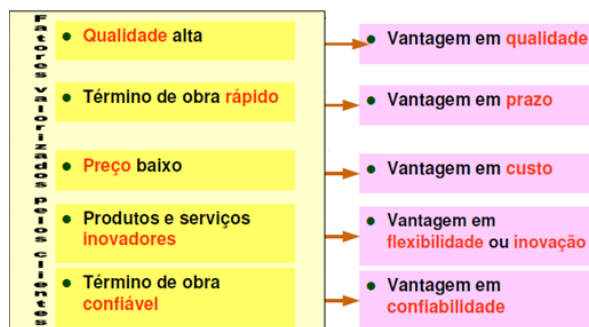 Fatores valorizados pelos clientes
Qualidade alta
Vantagem em qualidade
Término de obra rápido
Vantagem em prazo
Preço baixo
Vantagem em custo
Produtos e serviços
inovadores
Vantagem em
flexibilidade ou inovação
Término de obra
confiável
Vantagem em
confiabilidade